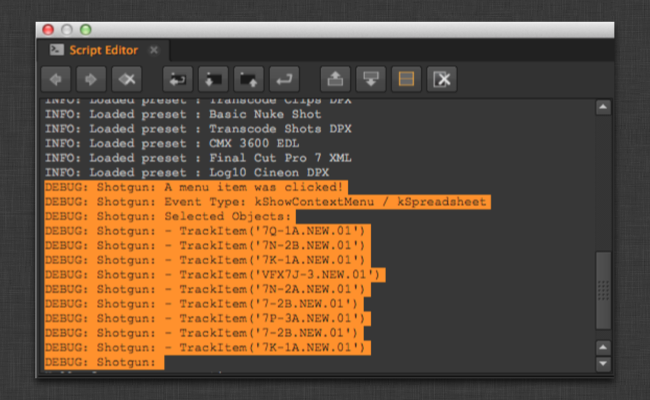 Script Editor
INFO: Loaded preset : Transcode Clips DPX
INFO: Loaded preset : Basic Nuke Shot
INFO: Loaded preset : Transcode Shots DPX
INFO: Loaded preset : CMX 3600 EDL
INFO: Loaded preset : Final Cut Pro 7 XML
INFO: Loaded preset : Log10 Cineon DPX
DEBUG: Shotgun: A menu item was clicked!
DEBUG: Shotgun: Event Type: kShowContextMenu / kSpreadsheet
DEBUG: Shotgun: Selected Objects:
DEBUG: Shotgun: - TrackItem('7Q-1A.NEW.01')
DEBUG: Shotgun: - TrackItem('7N-2B.NEW.01')
DEBUG: Shotgun: - TrackItem('7K-1A.NEW.01')
DEBUG: Shotgun: - TrackItem('VFX7J-3.NEW.01')
DEBUG: Shotgun: - TrackItem('7N-2A.NEW.01')
DEBUG: Shotgun: - TrackItem('7-2B.NEW.01')
DEBUG: Shotgun: - TrackItem('7P-3A.NEW.01')
DEBUG: Shotgun: - TrackItem('7-2B.NEW.01')
DEBUG: Shotgun: - TrackItem('7K-1A.NEW.01')
DEBUG: Shotgun: